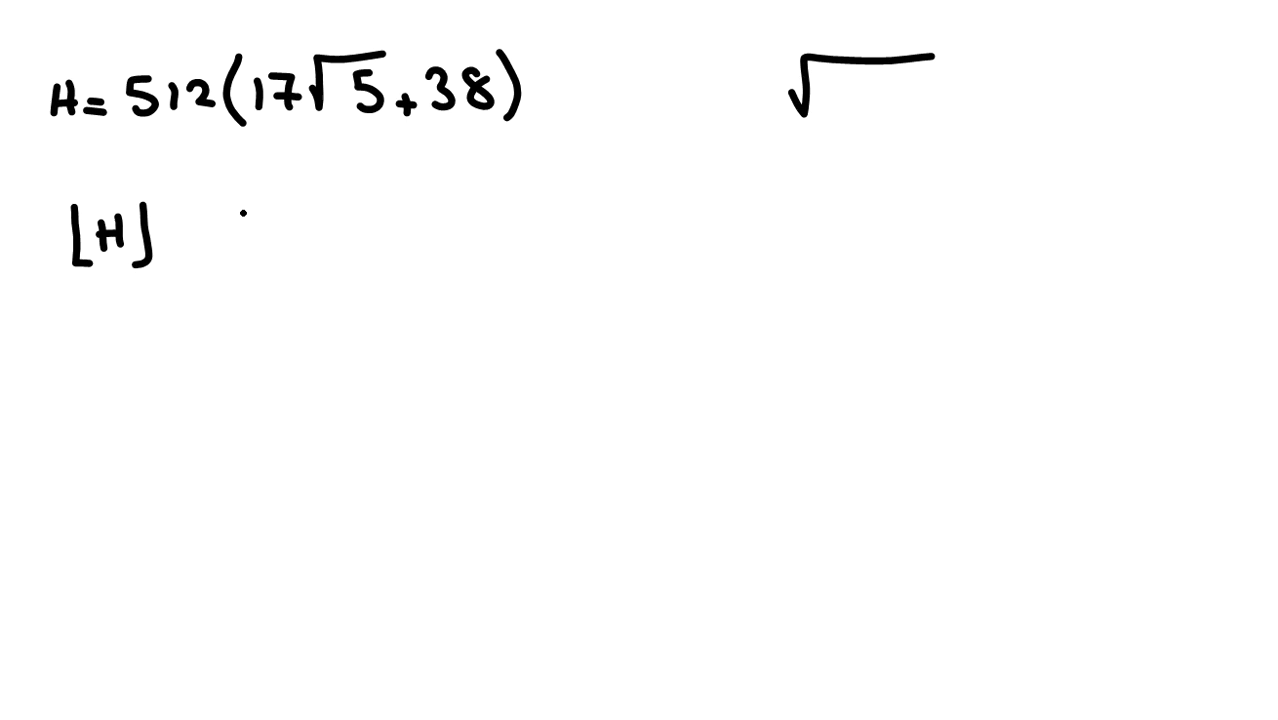 H = 512(17√5 + 38) √
⌊H⌋ .